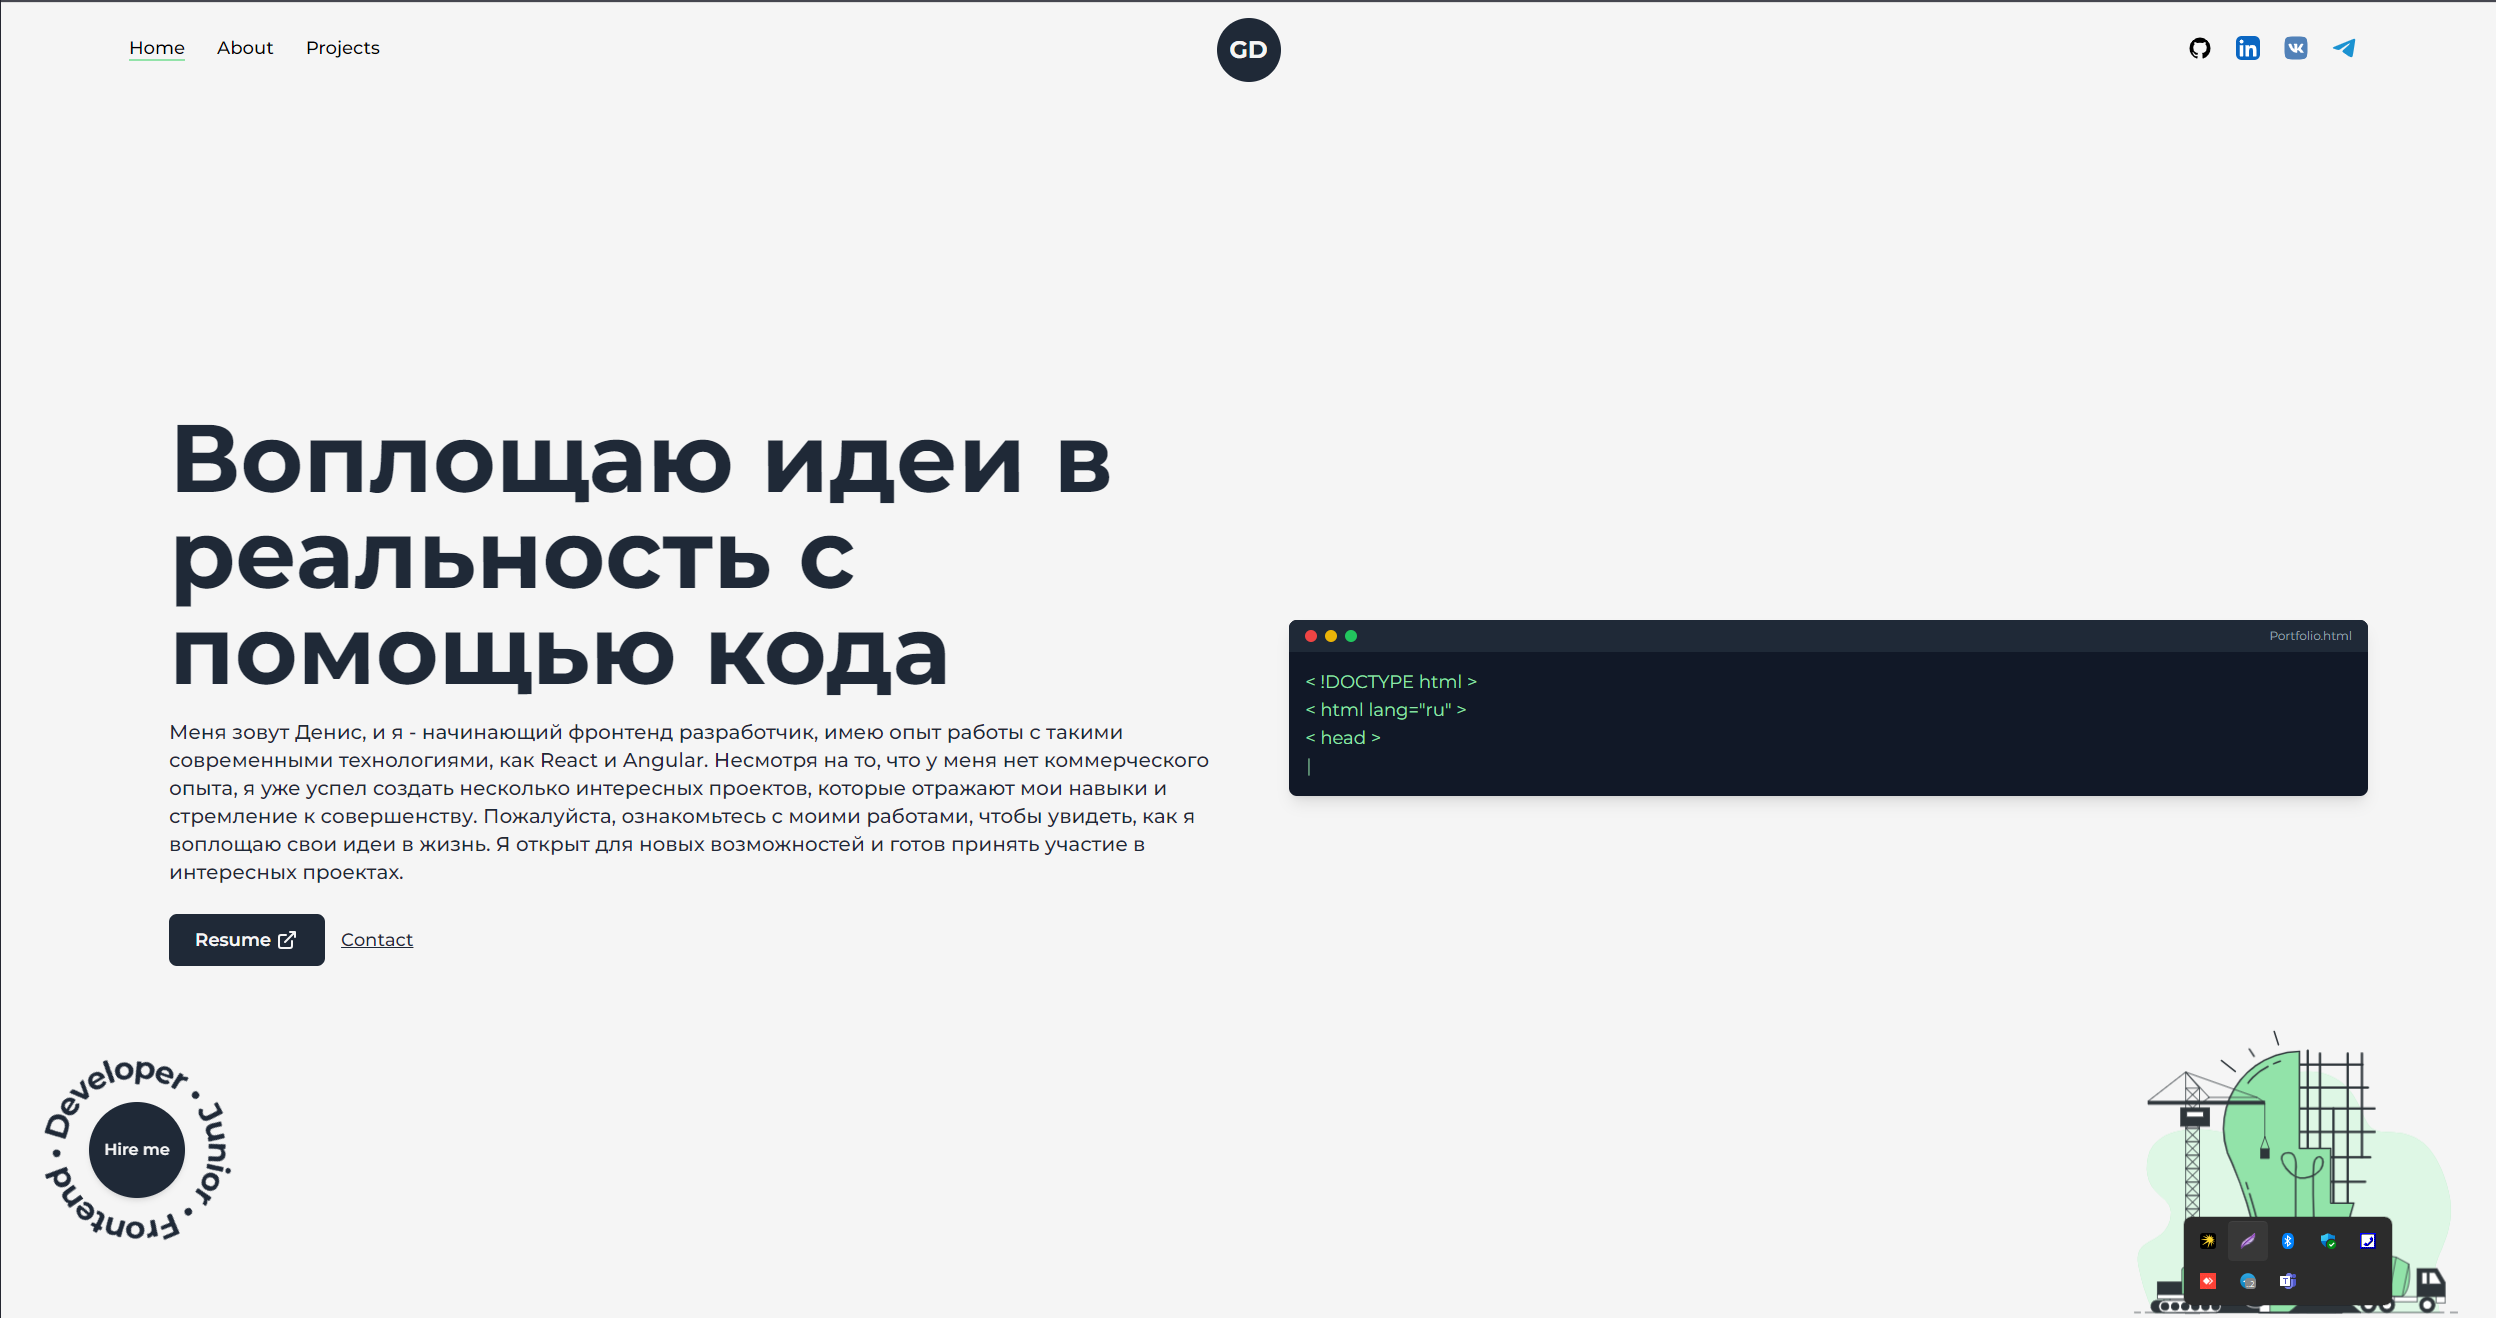 Home About Projects
GD
Воплощаю идеи в
реальность с
помощью кода
Меня зовут Денис, и я - начинающий фронтенд разработчик, имею опыт работы с такими
современными технологиями, как React и Angular. Несмотря на то, что у меня нет коммерческого
опыта, я уже успел создать несколько интересных проектов, которые отражают мои навыки и
стремление к совершенству. Пожалуйста, ознакомьтесь с моими работами, чтобы увидеть, как я
воплощаю свои идеи в жизнь. Я открыт для новых возможностей и готов принять участие в
интересных проектах.
Resume
Contact
Portfolio.html
< !DOCTYPE html >
< html lang="ru" >
< head >
Developer • Junior • Frontend •
Hire me